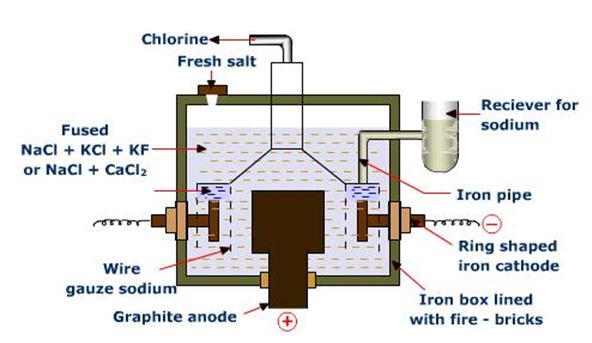 Chlorine
Fresh salt
Fused
NaCl + KCl + KF
or NaCl + CaCl₂
Reciever for
sodium
Iron pipe
Ring shaped
iron cathode
Wire
gauze sodium
Graphite anode
Iron box lined
with fire - bricks
−
+